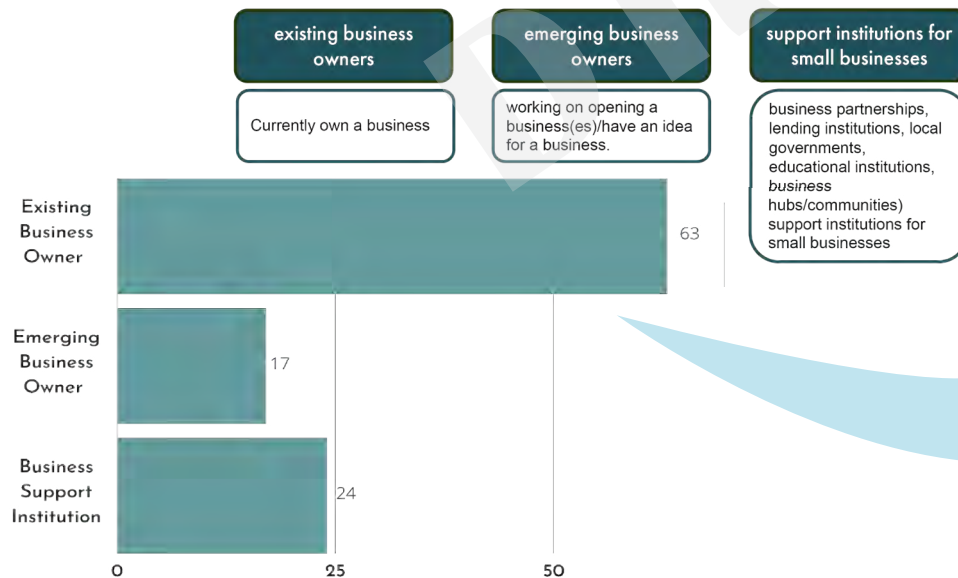 existing business
owners
emerging business
owners
support institutions for
small businesses
Currently own a business
working on opening a
business(es)/have an idea
for a business.
business partnerships,
lending institutions, local
governments,
educational institutions,
business
hubs/communities)
support institutions for
small businesses
Existing
Business
Owner
63
Emerging
Business
Owner
17
Business
Support
Institution
24
0
25
50